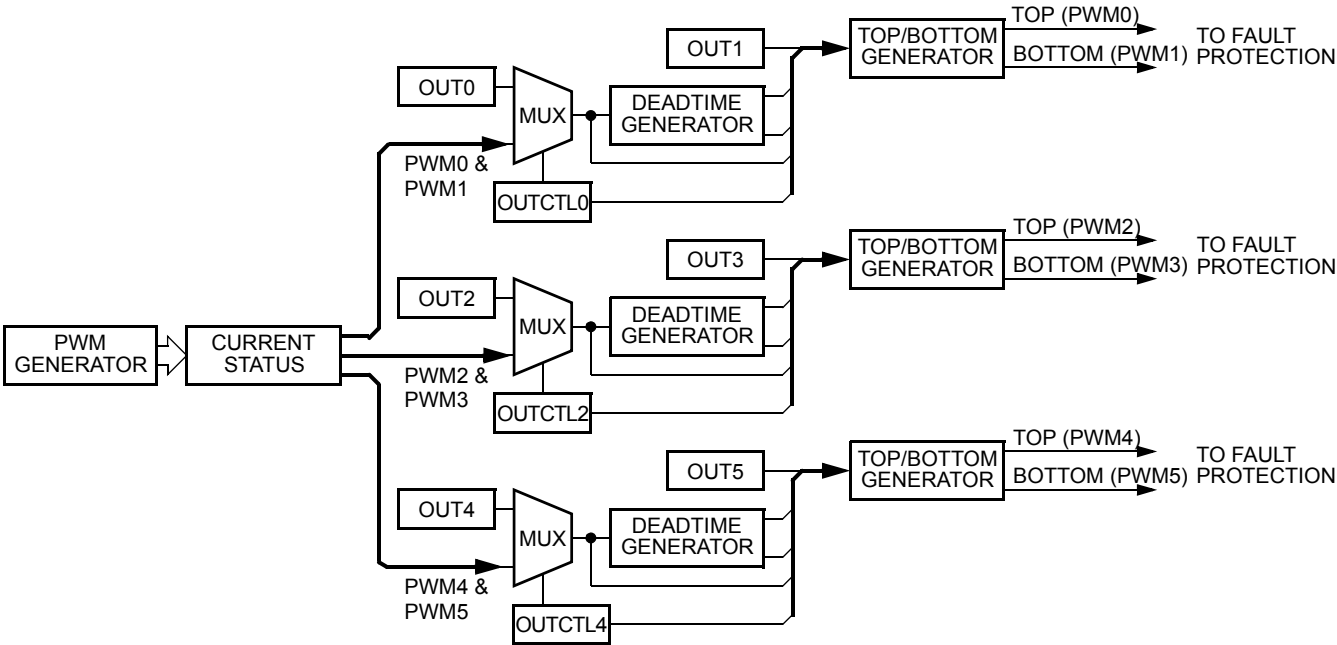 OUT1
TOP/BOTTOM
GENERATOR
TOP (PWM0)
BOTTOM (PWM1)
TO FAULT
PROTECTION
OUT0
MUX
DEADTIME
GENERATOR
PWM0 &
PWM1
OUTCTL0
OUT3
TOP/BOTTOM
GENERATOR
TOP (PWM2)
BOTTOM (PWM3)
TO FAULT
PROTECTION
OUT2
MUX
DEADTIME
GENERATOR
PWM
GENERATOR
CURRENT
STATUS
PWM2 &
PWM3
OUTCTL2
OUT5
TOP/BOTTOM
GENERATOR
TOP (PWM4)
BOTTOM (PWM5)
TO FAULT
PROTECTION
OUT4
MUX
DEADTIME
GENERATOR
PWM4 &
PWM5
OUTCTL4